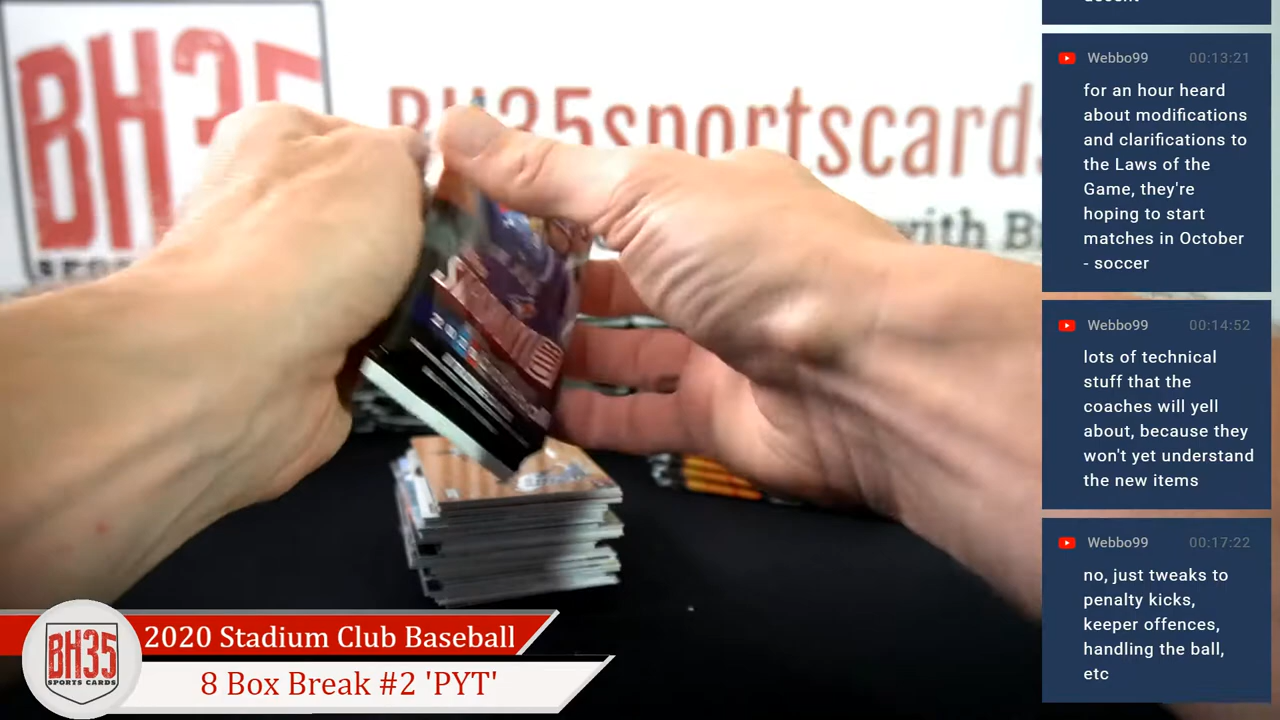 BH35
SPORTS
BH35sportscards
with Br
Webbo99 00:13:21
for an hour heard
about modifications
and clarifications to
the Laws of the
Game, they're
hoping to start
matches in October
- soccer
Webbo99 00:14:52
lots of technical
stuff that the
coaches will yell
about, because they
won't yet understand
the new items
Webbo99 00:17:22
no, just tweaks to
penalty kicks,
keeper offences,
handling the ball,
etc
BH35
SPORTS CARDS
2020 Stadium Club Baseball
8 Box Break #2 'PYT'